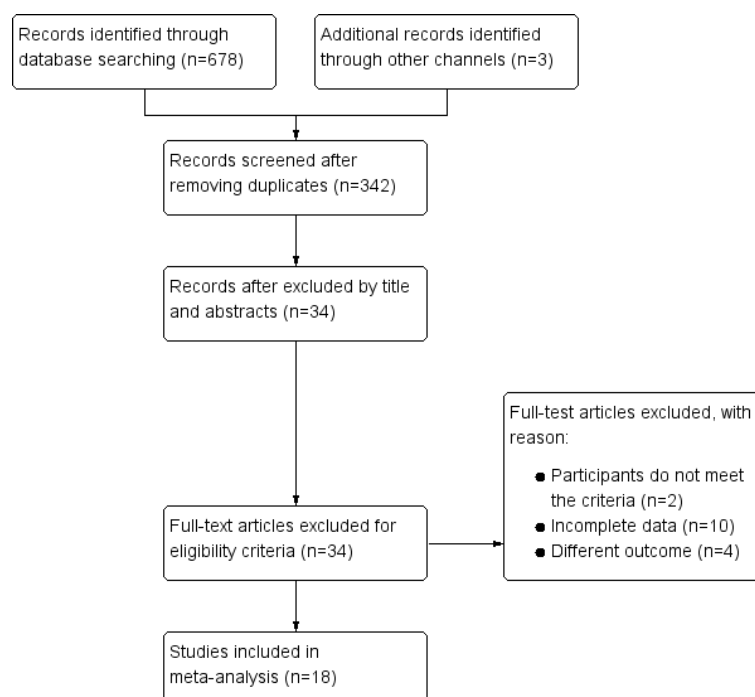 Records identified through
database searching (n=678)
Additional records identified
through other channels (n=3)
Records screened after
removing duplicates (n=342)
Records after excluded by title
and abstracts (n=34)
Full-test articles excluded, with
reason:
● Participants do not meet
the criteria (n=2)
● Incomplete data (n=10)
● Different outcome (n=4)
Full-text articles excluded for
eligibility criteria (n=34)
Studies included in
meta-analysis (n=18)